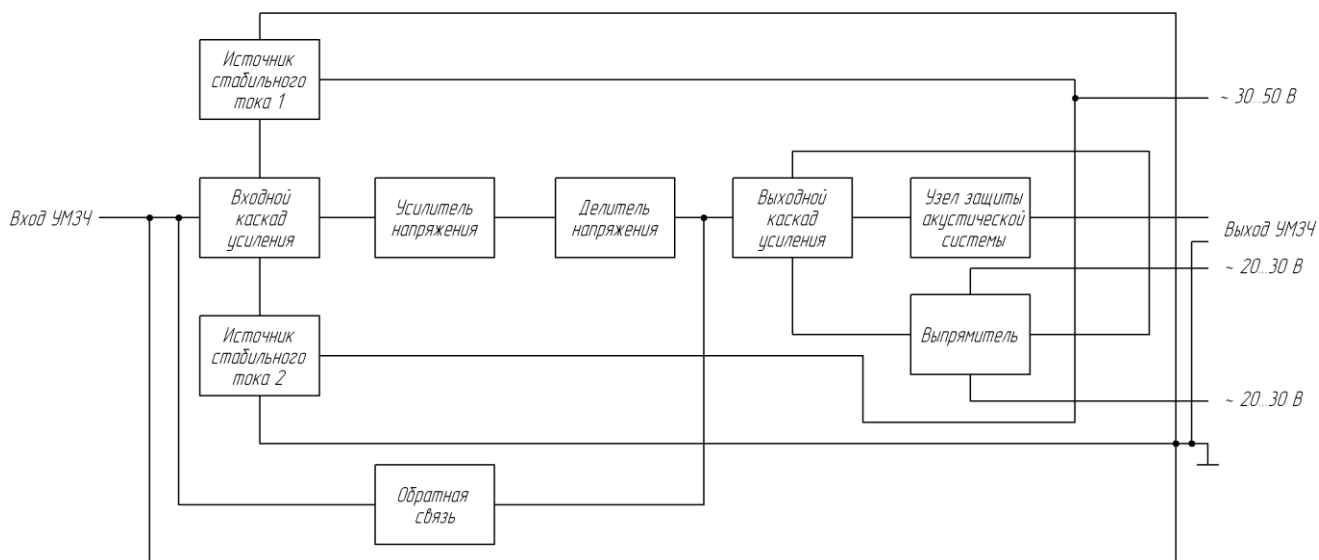 Источник
стабильного
тока 1
~ 30...50 В
Вход УМЗЧ
Входной
каскад
усиления
Усилитель
напряжения
Делитель
напряжения
Выходной
каскад
усиления
Узел защиты
акустической
системы
Выход УМЗЧ
~ 20...30 В
Источник
стабильного
тока 2
Выпрямитель
~ 20...30 В
Обратная
связь